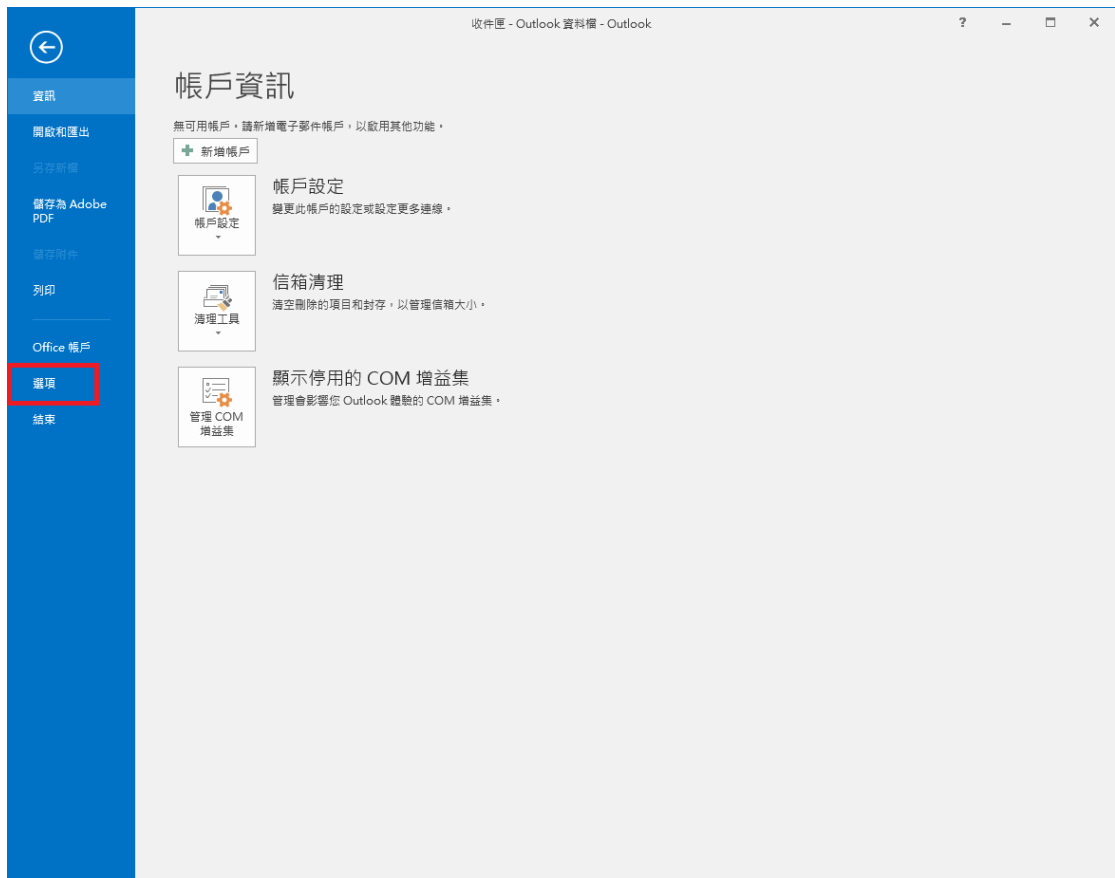 收件匣 - Outlook 資料檔 - Outlook
?
資訊
開啟和匯出
另存新檔
儲存為 Adobe
PDF
儲存附件
列印
Office 帳戶
選項
結束
帳戶資訊
無可用帳戶。請新增電子郵件帳戶，以啟用其他功能。
新增帳戶
帳戶設定
帳戶設定
變更此帳戶的設定或設定更多連線。
清理工具
信箱清理
清空刪除的項目和封存，以管理信箱大小。
管理 COM
增益集
顯示停用的 COM 增益集
管理會影響您 Outlook 體驗的 COM 增益集。